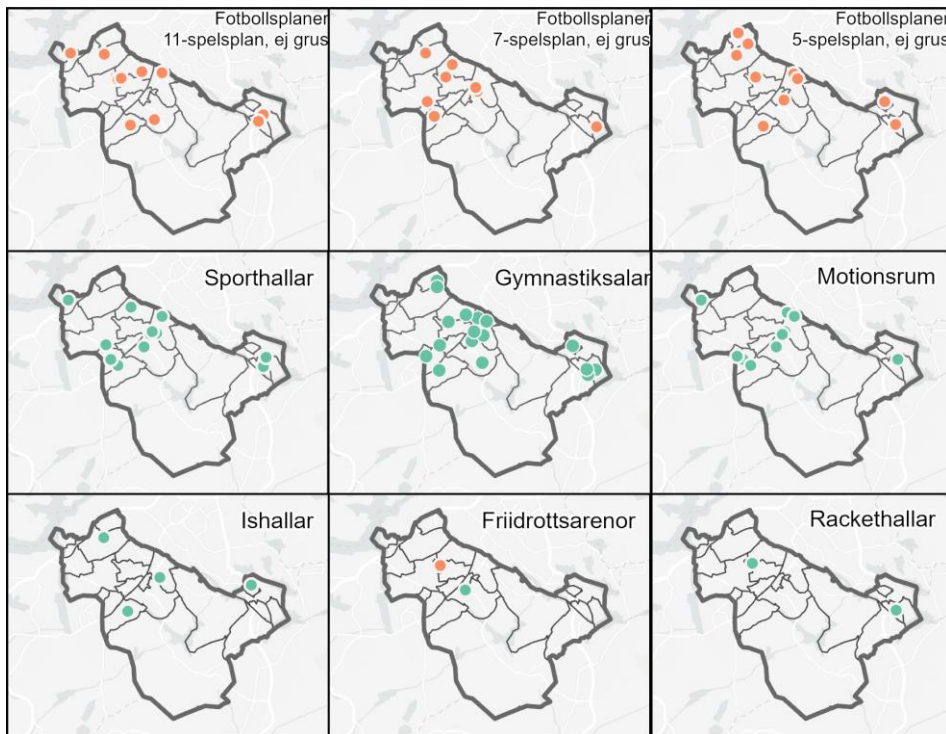 Fotbollsplaner
11-spelsplan, ej grus
Fotbollsplaner
7-spelsplan, ej grus
Fotbollsplaner
5-spelsplan, ej grus
Sporthallar
Gymnastiksalar
Motionsrum
Ishallar
Friidrottsarenor
Rackethallar